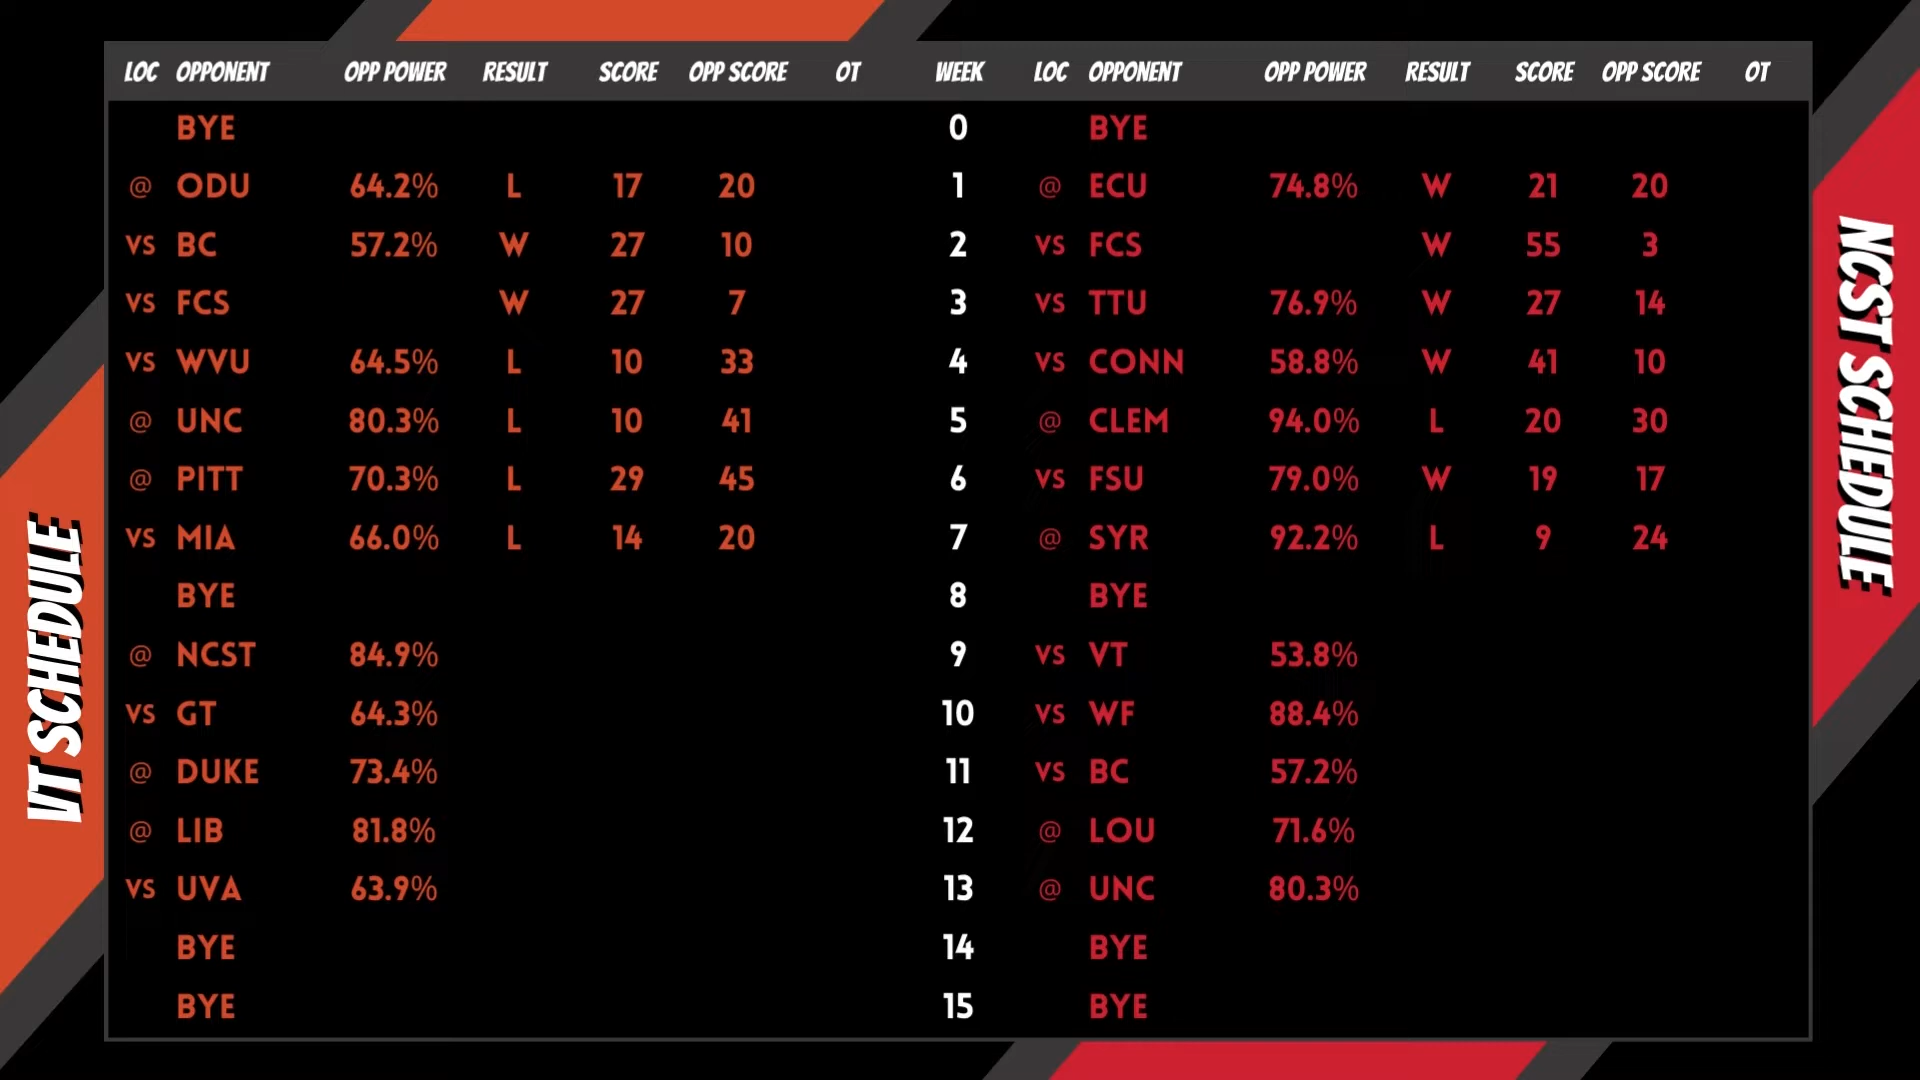 LOC OPPONENT OPP POWER RESULT SCORE OPP SCORE OT WEEK LOC OPPONENT OPP POWER RESULT SCORE OPP SCORE OT
BYE 0 BYE
@ ODU 64.2% L 17 20 1 @ ECU 74.8% W 21 20
VS BC 57.2% W 27 10 2 VS FCS W 55 3
VS FCS W 27 7 3 VS TTU 76.9% W 27 14
VS WVU 64.5% L 10 33 4 VS CONN 58.8% W 41 10
@ UNC 80.3% L 10 41 5 @ CLEM 94.0% L 20 30
@ PITT 70.3% L 29 45 6 VS FSU 79.0% W 19 17
VS MIA 66.0% L 14 20 7 @ SYR 92.2% L 9 24
BYE 8 BYE
@ NCST 84.9% 9 VS VT 53.8%
VS GT 64.3% 10 VS WF 88.4%
@ DUKE 73.4% 11 VS BC 57.2%
@ LIB 81.8% 12 @ LOU 71.6%
VS UVA 63.9% 13 @ UNC 80.3%
BYE 14 BYE
BYE 15 BYE
VT SCHEDULE
NCST SCHEDULE